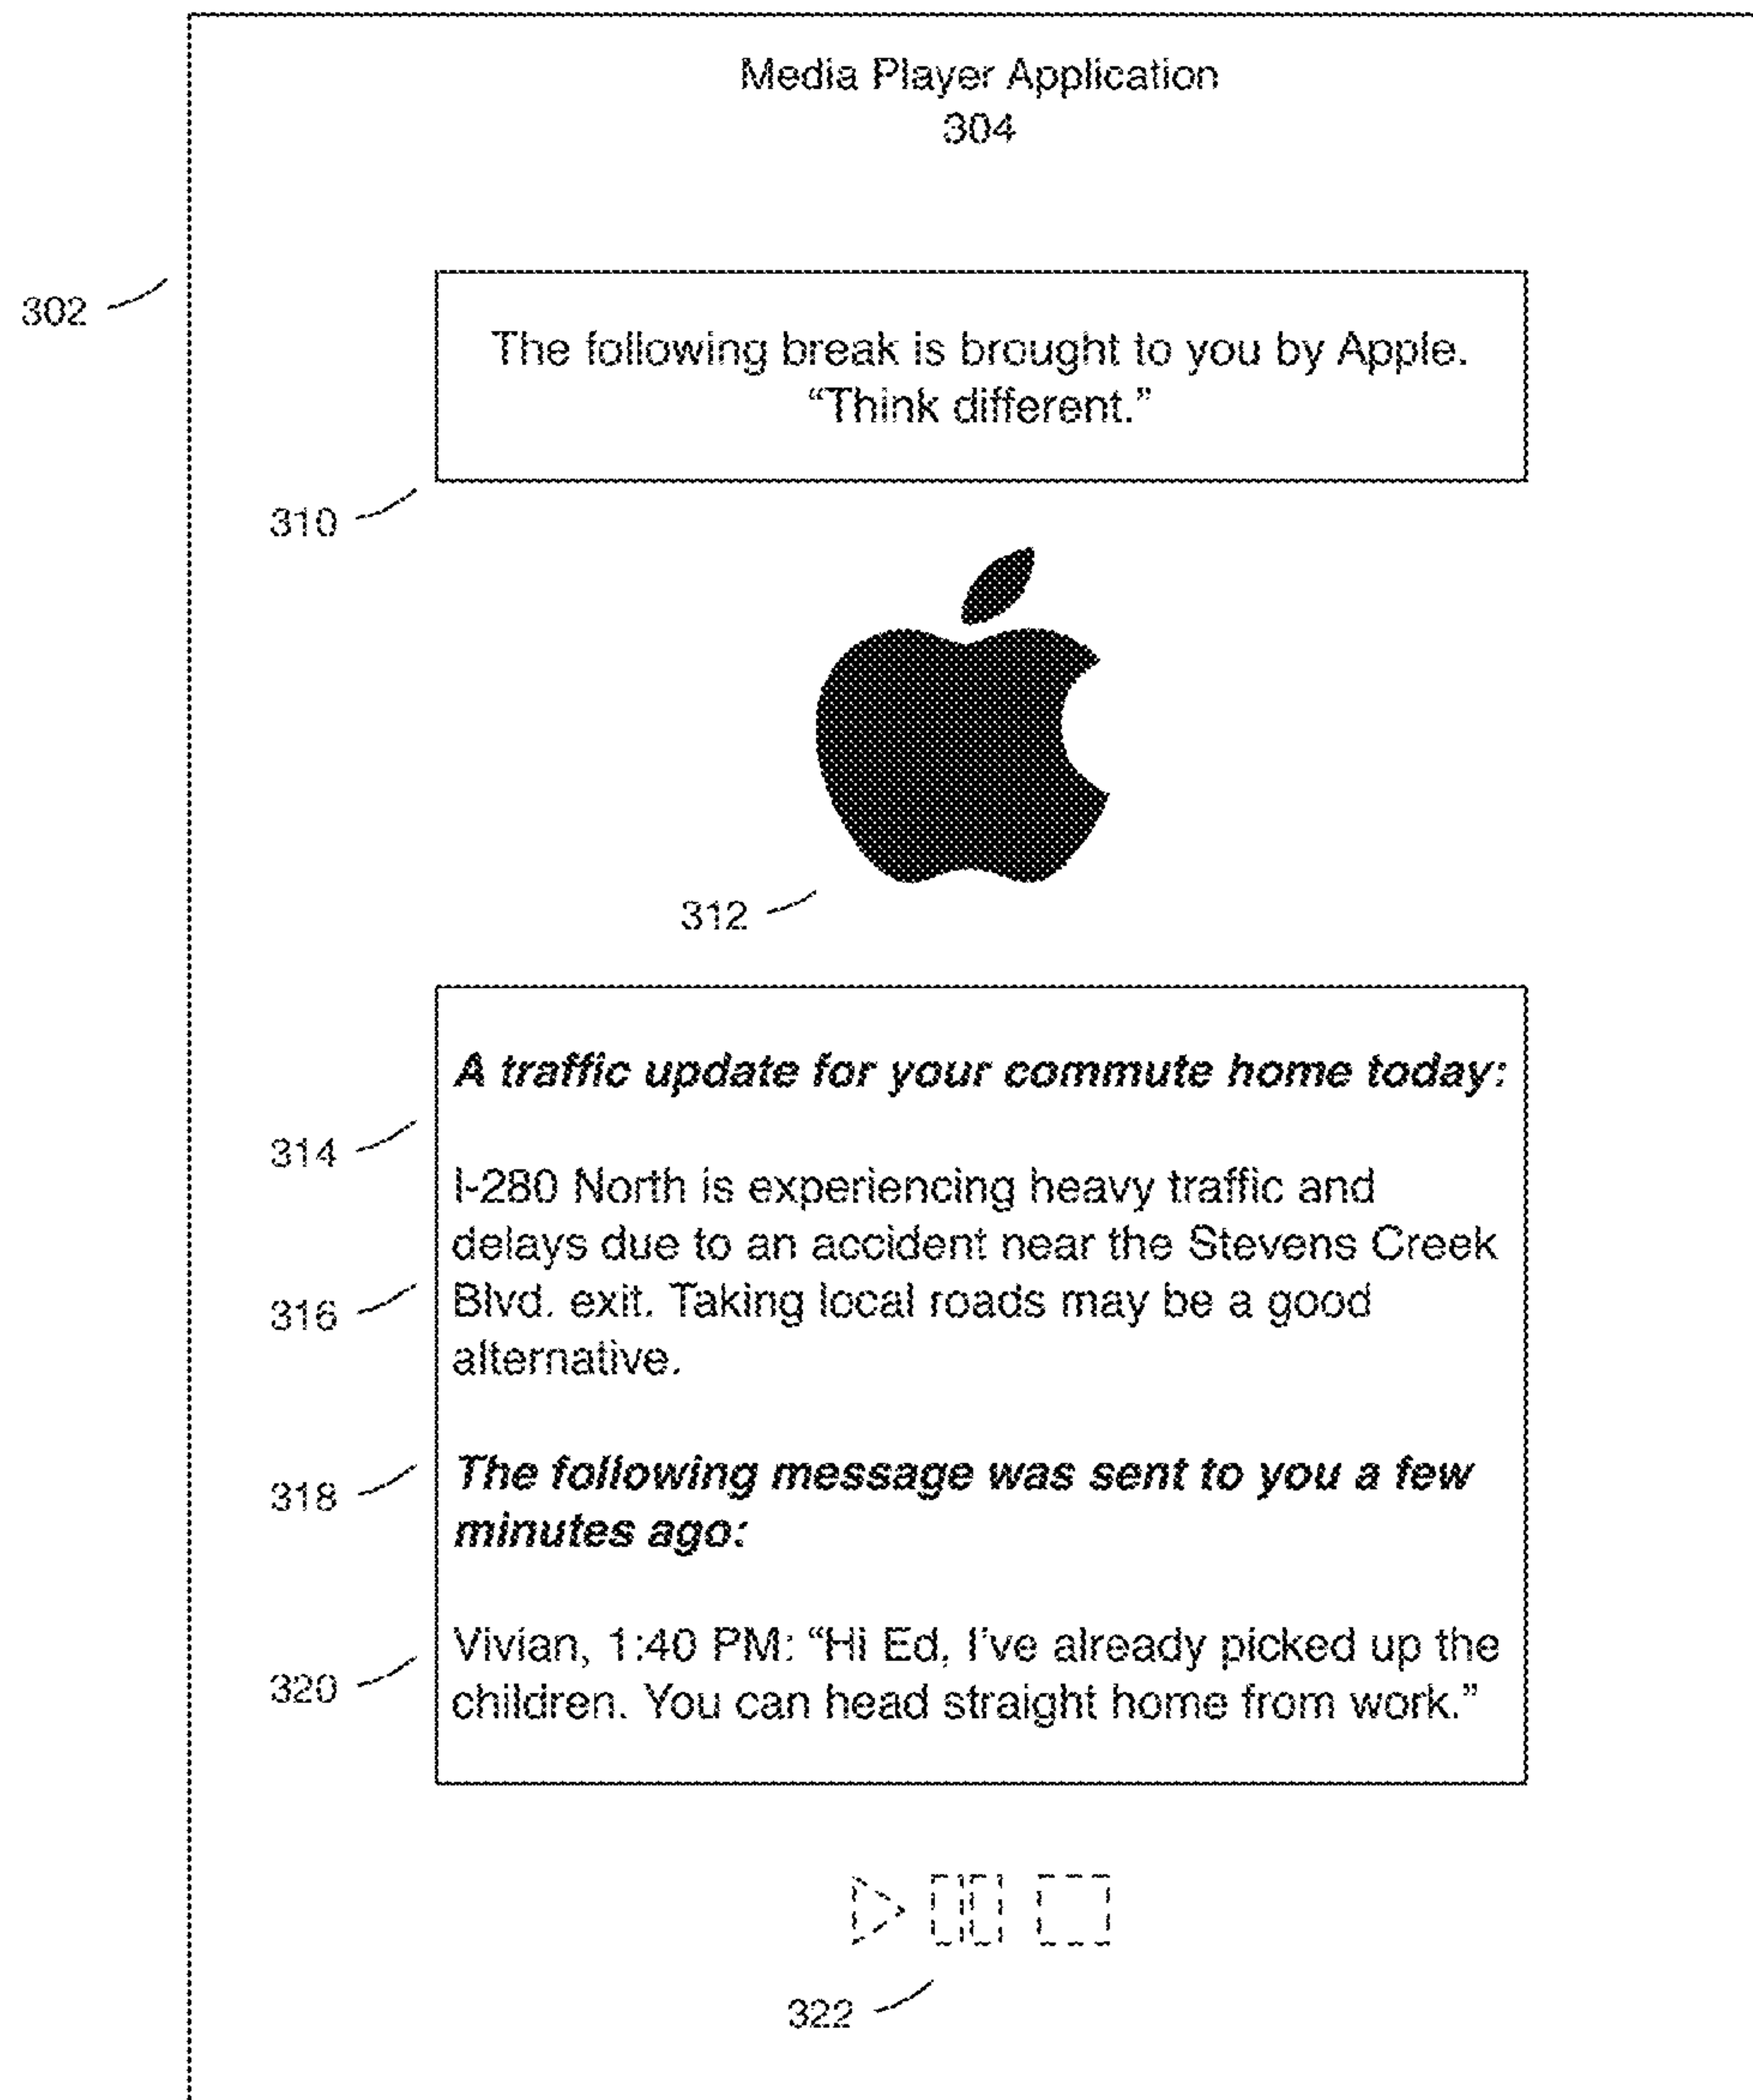 Media Player Application
304
302
The following break is brought to you by Apple.
“Think different.”
310
312
A traffic update for your commute home today:
314
I-280 North is experiencing heavy traffic and
delays due to an accident near the Stevens Creek
316
Blvd. exit. Taking local roads may be a good
alternative.
318
The following message was sent to you a few
minutes ago:
320
Vivian, 1:40 PM: “Hi Ed, I’ve already picked up the
children. You can head straight home from work.”
322